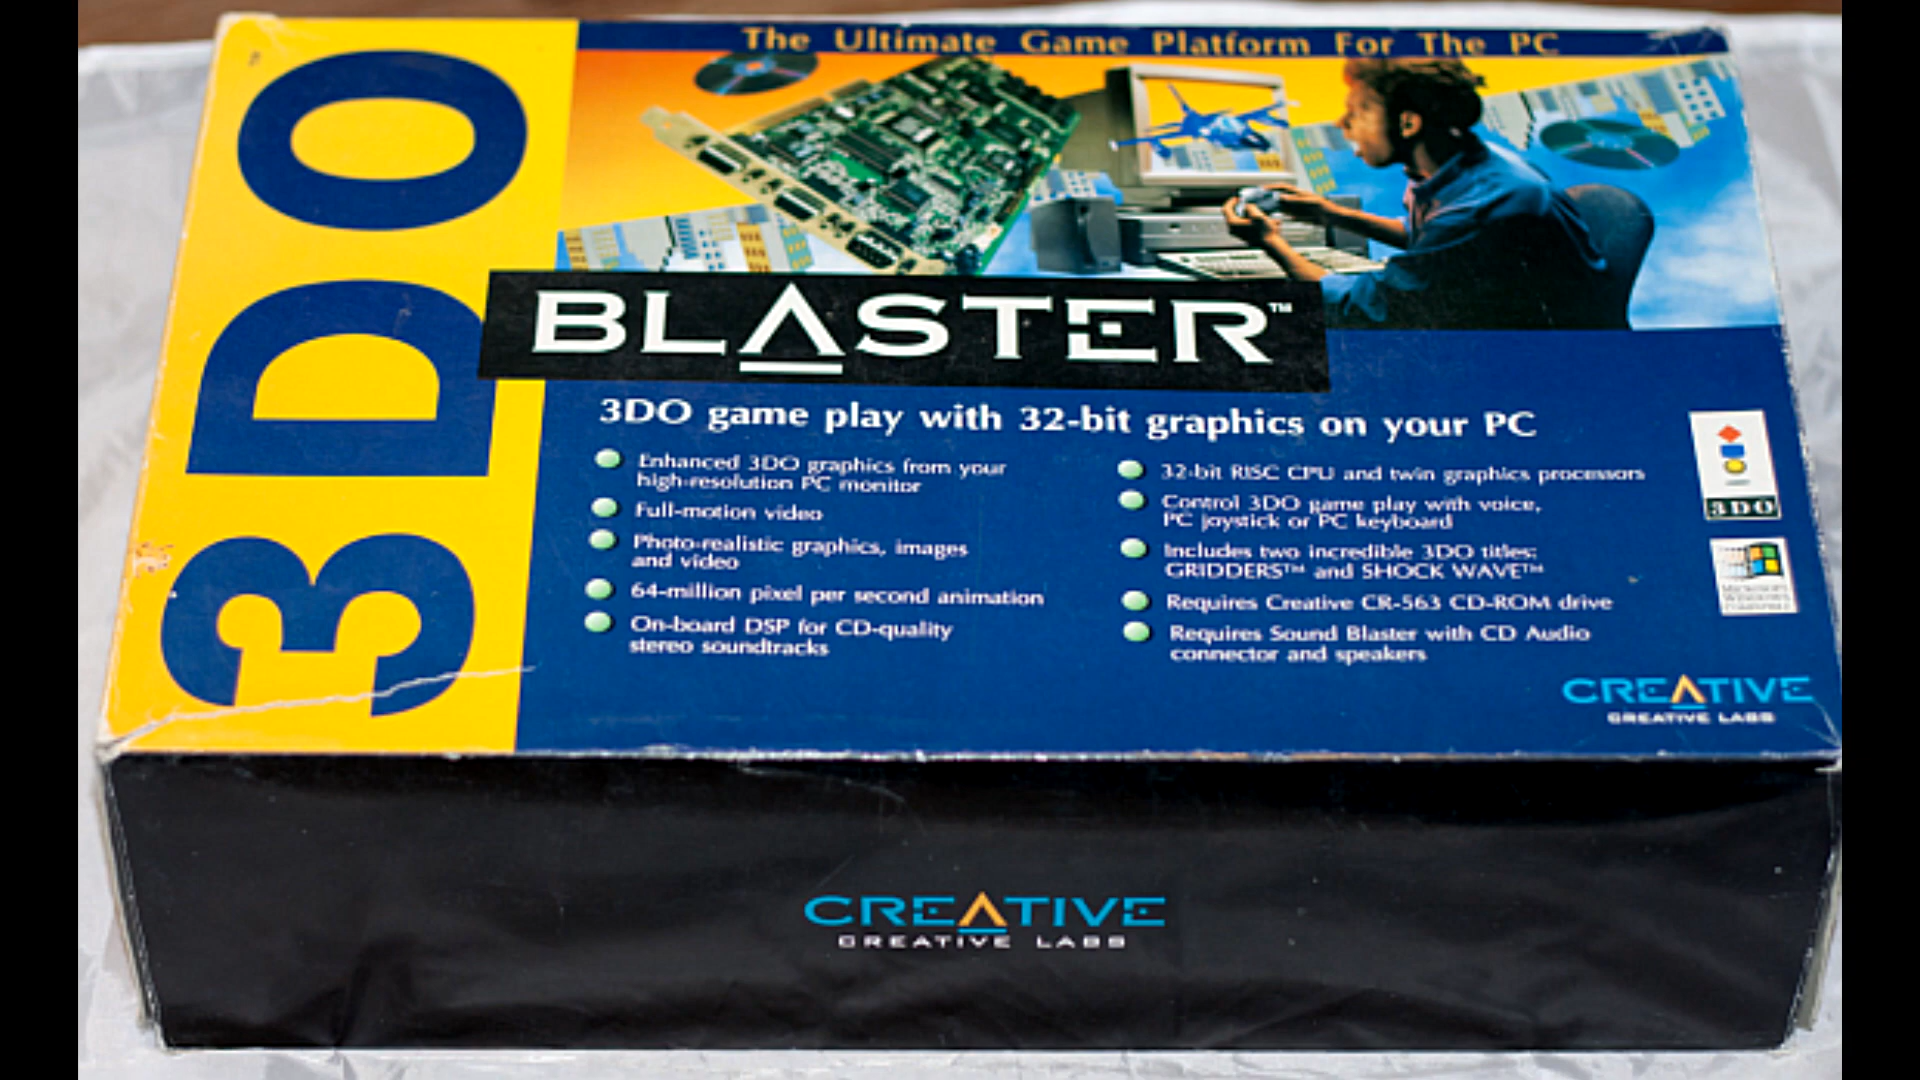 The Ultimate Game Platform For The PC
3DO
BLASTER™
3DO game play with 32-bit graphics on your PC
Enhanced 3DO graphics from your
high-resolution PC monitor
Full-motion video
Photo-realistic graphics, images
and video
64-million pixel per second animation
On-board DSP for CD-quality
stereo soundtracks
32-bit RISC CPU and twin graphics processors
Control 3DO game play with voice,
PC joystick or PC keyboard
Includes two incredible 3DO titles:
GRIDDERS™ and SHOCK WAVE™
Requires Creative CR-563 CD-ROM drive
Requires Sound Blaster with CD Audio
connector and speakers
3DO
CREATIVE
CREATIVE LABS
CREATIVE
CREATIVE LABS